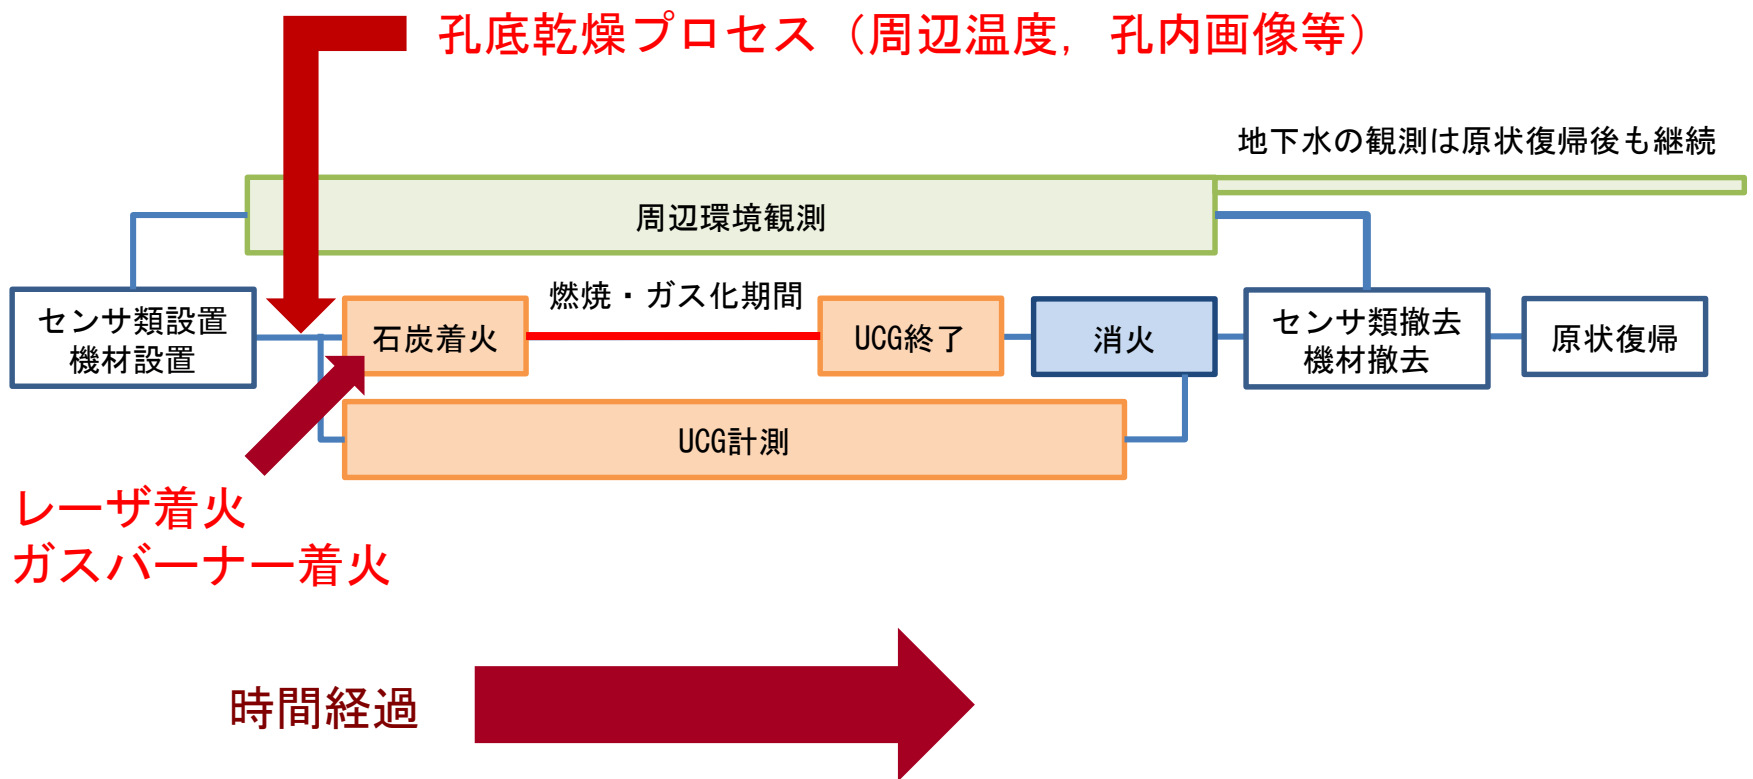 孔底乾燥プロセス（周辺温度，孔内画像等）
地下水の観測は原状復帰後も継続
周辺環境観測
センサ類設置
機材設置
石炭着火
燃焼・ガス化期間
UCG終了
消火
センサ類撤去
機材撤去
原状復帰
UCG計測
レーザ着火
ガスバーナー着火
時間経過